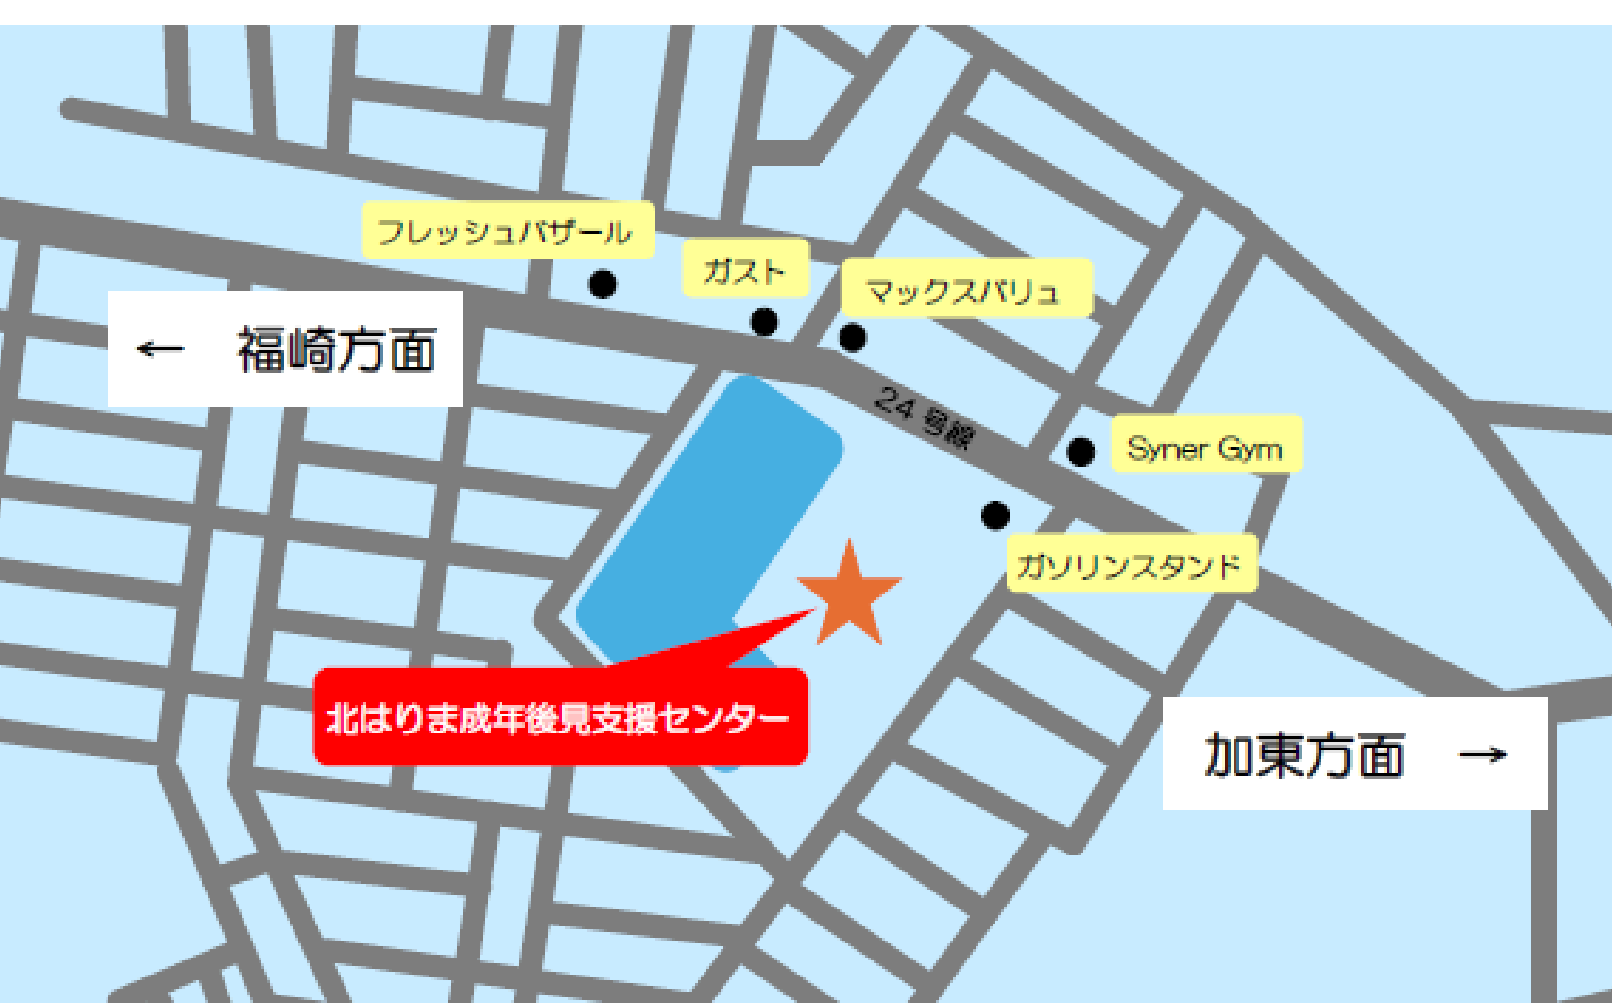 フレッシュバザール
ガスト
マックスバリュ
← 福崎方面
24号線
Syner Gym
ガソリンスタンド
北はりま成年後見支援センター
加東方面 →